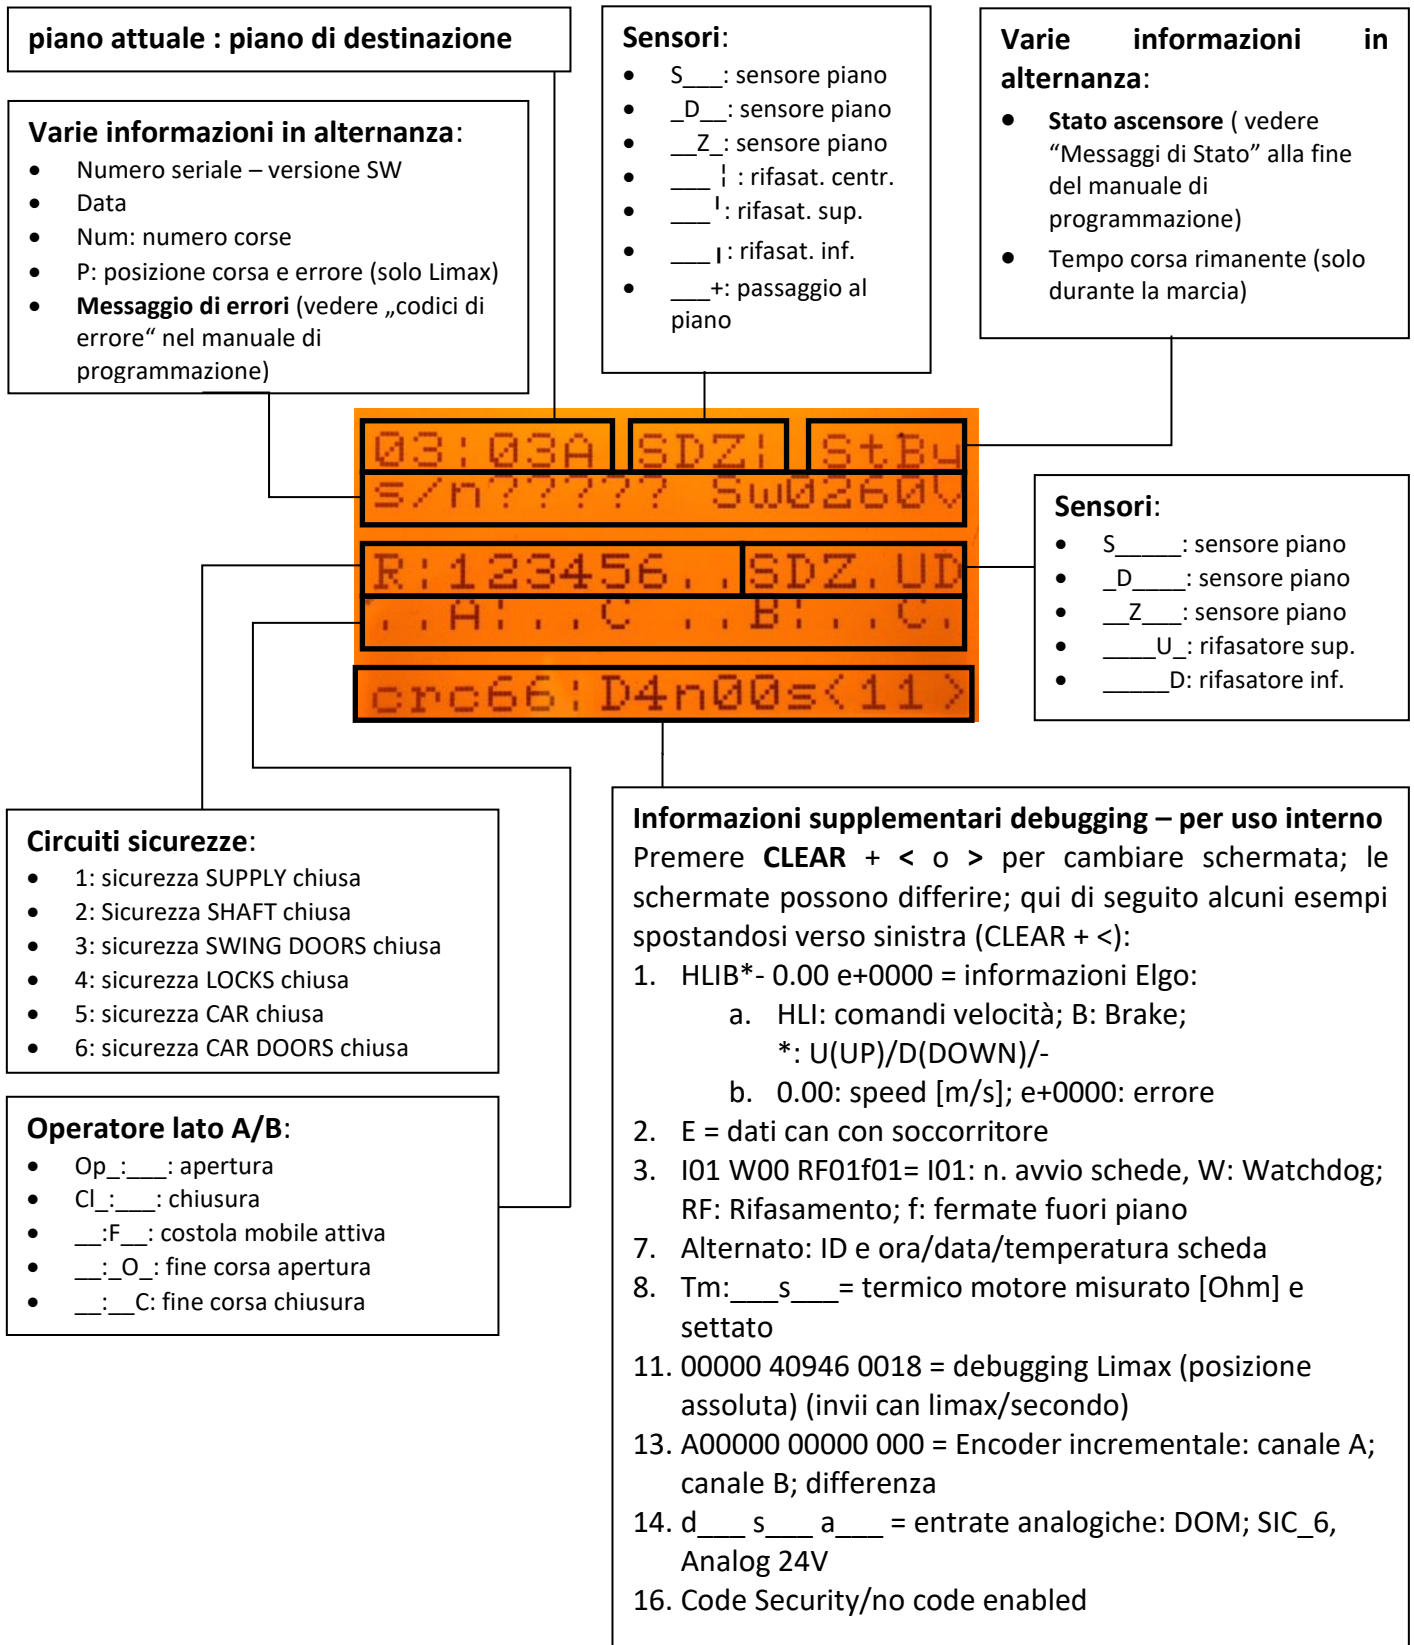 piano attuale : piano di destinazione
Varie informazioni in alternanza:
• Numero seriale – versione SW
• Data
• Num: numero corse
• P: posizione corsa e errore (solo Limax)
• Messaggio di errori (vedere „codici di
errore“ nel manuale di
programmazione)
Sensori:
• S___: sensore piano
• _D__: sensore piano
• __Z_: sensore piano
• ___ ¦ : rifasat. centr.
• ___╵: rifasat. sup.
• ___╷: rifasat. inf.
• ___+: passaggio al
piano
Varie informazioni in
alternanza:
• Stato ascensore ( vedere
“Messaggi di Stato” alla fine
del manuale di
programmazione)
• Tempo corsa rimanente (solo
durante la marcia)
03:03A SDZ¦ StBy
s/n????? Sw0260V
R:123456..SDZ.UD
..A¦..C ..B¦..C.
crc66:D4n00s<11>
Sensori:
• S_____: sensore piano
• _D____: sensore piano
• __Z___: sensore piano
• ____U_: rifasatore sup.
• _____D: rifasatore inf.
Circuiti sicurezze:
• 1: sicurezza SUPPLY chiusa
• 2: Sicurezza SHAFT chiusa
• 3: sicurezza SWING DOORS chiusa
• 4: sicurezza LOCKS chiusa
• 5: sicurezza CAR chiusa
• 6: sicurezza CAR DOORS chiusa
Operatore lato A/B:
• Op_:___: apertura
• Cl_:___: chiusura
• __:F__: costola mobile attiva
• __:_O_: fine corsa apertura
• __:__C: fine corsa chiusura
Informazioni supplementari debugging – per uso interno
Premere CLEAR + < o > per cambiare schermata; le
schermate possono differire; qui di seguito alcuni esempi
spostandosi verso sinistra (CLEAR + <):
1. HLIB*- 0.00 e+0000 = informazioni Elgo:
a. HLI: comandi velocità; B: Brake;
*: U(UP)/D(DOWN)/-
b. 0.00: speed [m/s]; e+0000: errore
2. E = dati can con soccorritore
3. I01 W00 RF01f01= I01: n. avvio schede, W: Watchdog;
RF: Rifasamento; f: fermate fuori piano
7. Alternato: ID e ora/data/temperatura scheda
8. Tm:___s___= termico motore misurato [Ohm] e
settato
11. 00000 40946 0018 = debugging Limax (posizione
assoluta) (invii can limax/secondo)
13. A00000 00000 000 = Encoder incrementale: canale A;
canale B; differenza
14. d___ s___ a___ = entrate analogiche: DOM; SIC_6,
Analog 24V
16. Code Security/no code enabled